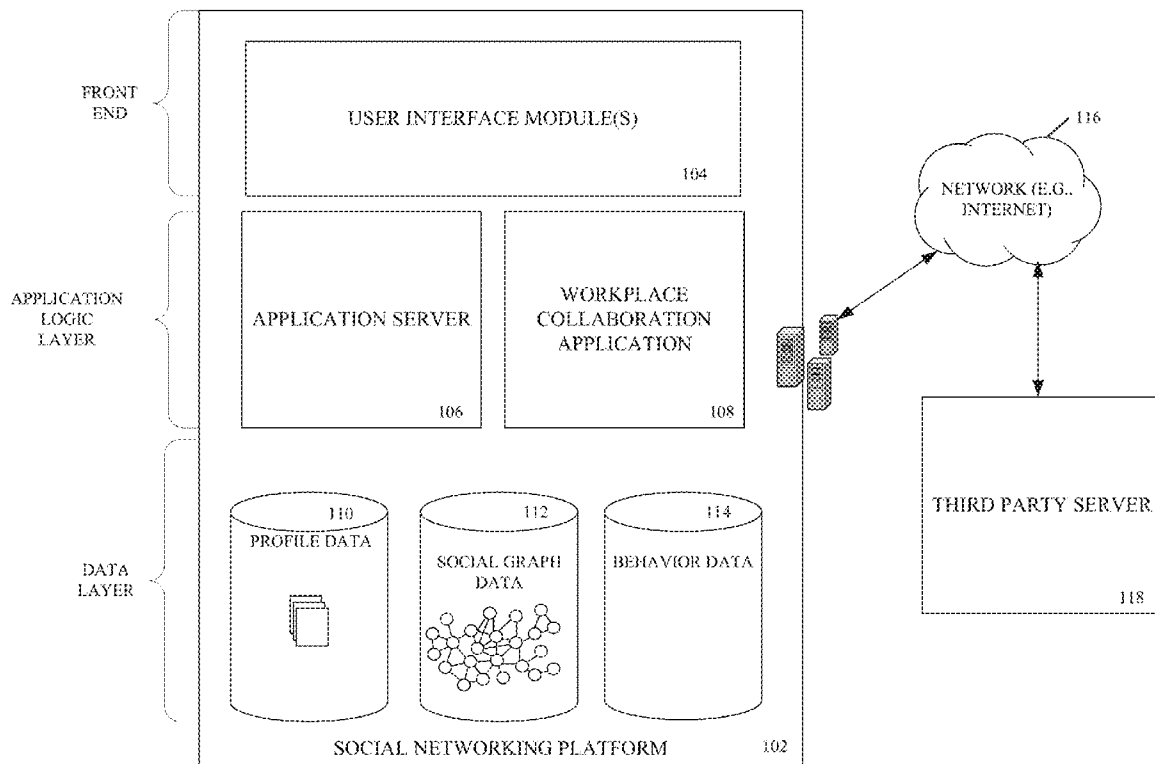 FRONT
END
USER INTERFACE MODULE(S)
104
116
NETWORK (E.G.,
INTERNET)
APPLICATION
LOGIC
LAYER
APPLICATION SERVER
106
WORKPLACE
COLLABORATION
APPLICATION
108
THIRD PARTY SERVER
118
DATA
LAYER
110
PROFILE DATA
112
SOCIAL GRAPH
DATA
114
BEHAVIOR DATA
SOCIAL NETWORKING PLATFORM
102